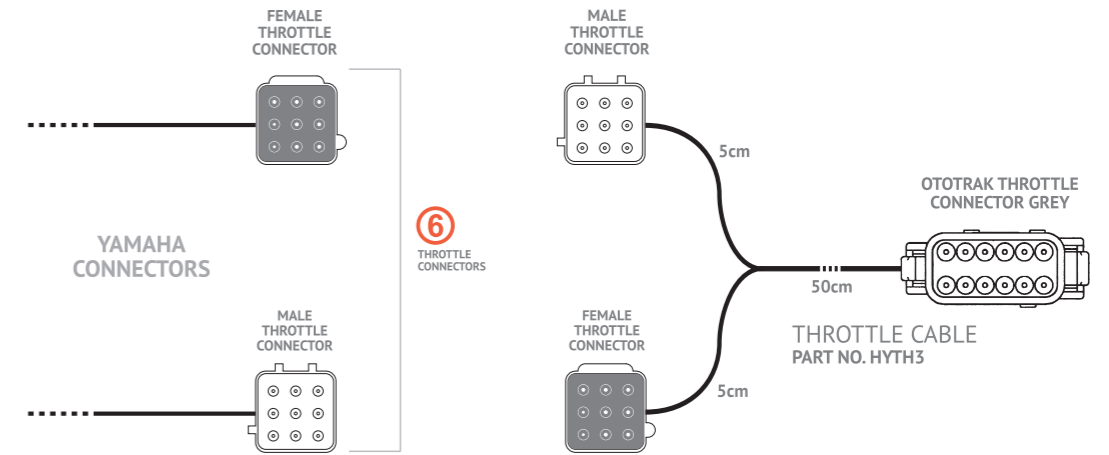 FEMALE
THROTTLE
CONNECTOR
MALE
THROTTLE
CONNECTOR
5cm
OTOTRAK THROTTLE
CONNECTOR GREY
YAMAHA
CONNECTORS
6
THROTTLE
CONNECTORS
50cm
MALE
THROTTLE
CONNECTOR
FEMALE
THROTTLE
CONNECTOR
THROTTLE CABLE
PART NO. HYTH3
5cm